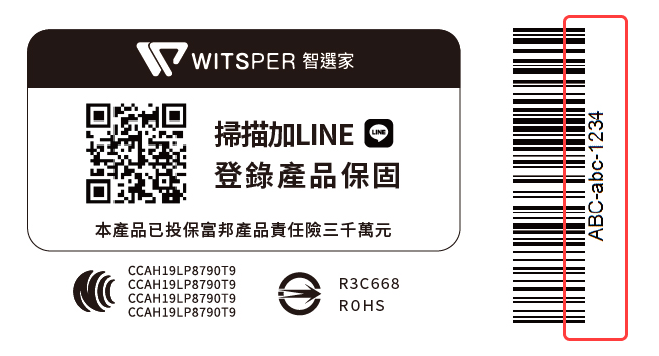 WITSPER 智選家
掃描加LINE
LINE
登錄產品保固
本產品已投保富邦產品責任險三千萬元
CCAH19LP8790T9
CCAH19LP8790T9
CCAH19LP8790T9
CCAH19LP8790T9
R3C668
ROHS
ABC-abc-1234